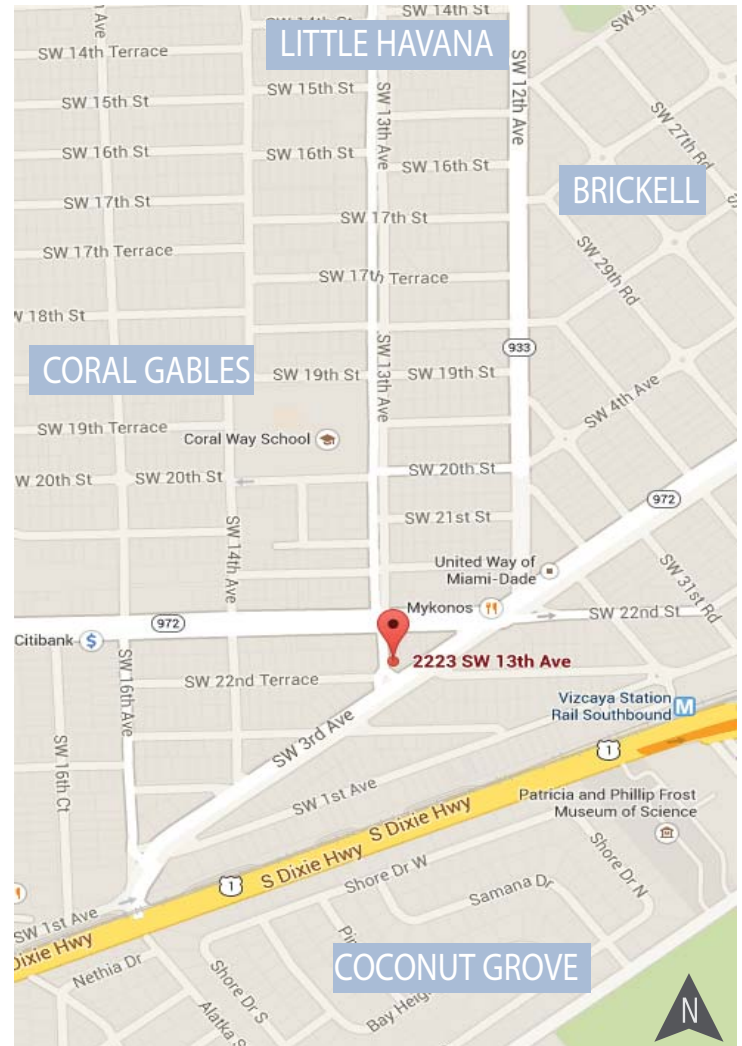 SW 14th St
LITTLE HAVANA
SW 14th Terrace
SW 15th St
SW 15th St
SW 13th Ave
SW 12th Ave
SW 27th Rd
SW 16th St
SW 16th St
SW 16th St
BRICKELL
SW 17th St
SW 17th St
SW 17th Terrace
SW 17th Terrace
SW 29th Rd
W 18th St
933
SW 13th Ave
CORAL GABLES
SW 19th St
SW 19th St
SW 4th Ave
SW 19th Terrace
Coral Way School
W 20th St
SW 20th St
SW 20th St
972
SW 21st St
SW 14th Ave
United Way of
Miami-Dade
SW 31st Rd
Mykonos
SW 22nd St
972
Citibank
$
2223 SW 13th Ave
SW 16th Ave
SW 22nd Terrace
Vizcaya Station
Rail Southbound
M
SW 3rd Ave
1
SW 16th Ct
SW 1st Ave
Patricia and Phillip Frost
Museum of Science
S Dixie Hwy
S Dixie Hwy
1
Shore Dr W
Shore Dr N
Samana Dr
SW 1st Ave
Dixie Hwy
COCONUT GROVE
Nethia Dr
Shore Dr S
Alatka S
Bay Heig
N